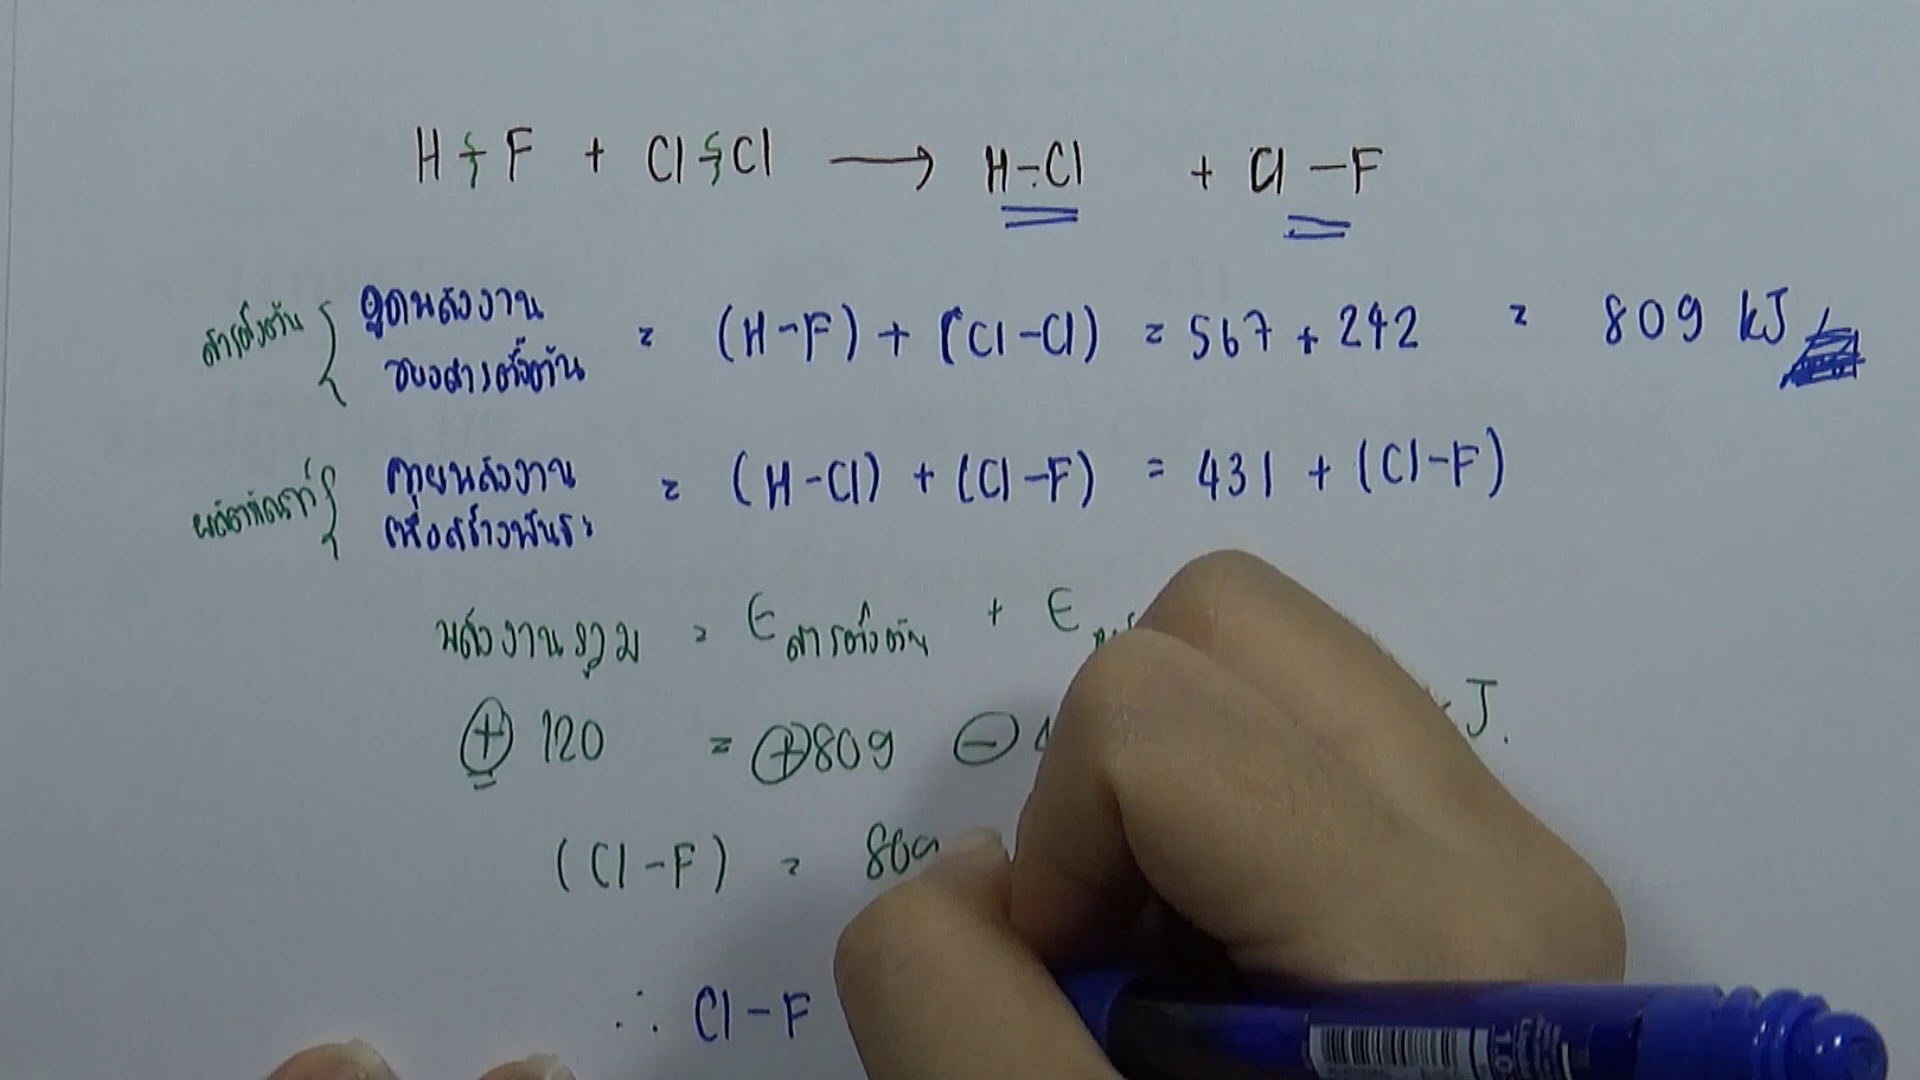 H-F + Cl-Cl → H-Cl + Cl-F
สารตั้งต้น { ดูดพลังงาน ของสารตั้งต้น = (H-F) + (Cl-Cl) = 567 + 242 = 809 kJ
ผลิตภัณฑ์ { คายพลังงาน เพื่อสร้างพันธะ = (H-Cl) + (Cl-F) = 431 + (Cl-F)
พลังงานรวม = E สารตั้งต้น + E
+ 120 = +809 - J.
(Cl-F) = 809
∴ Cl-F